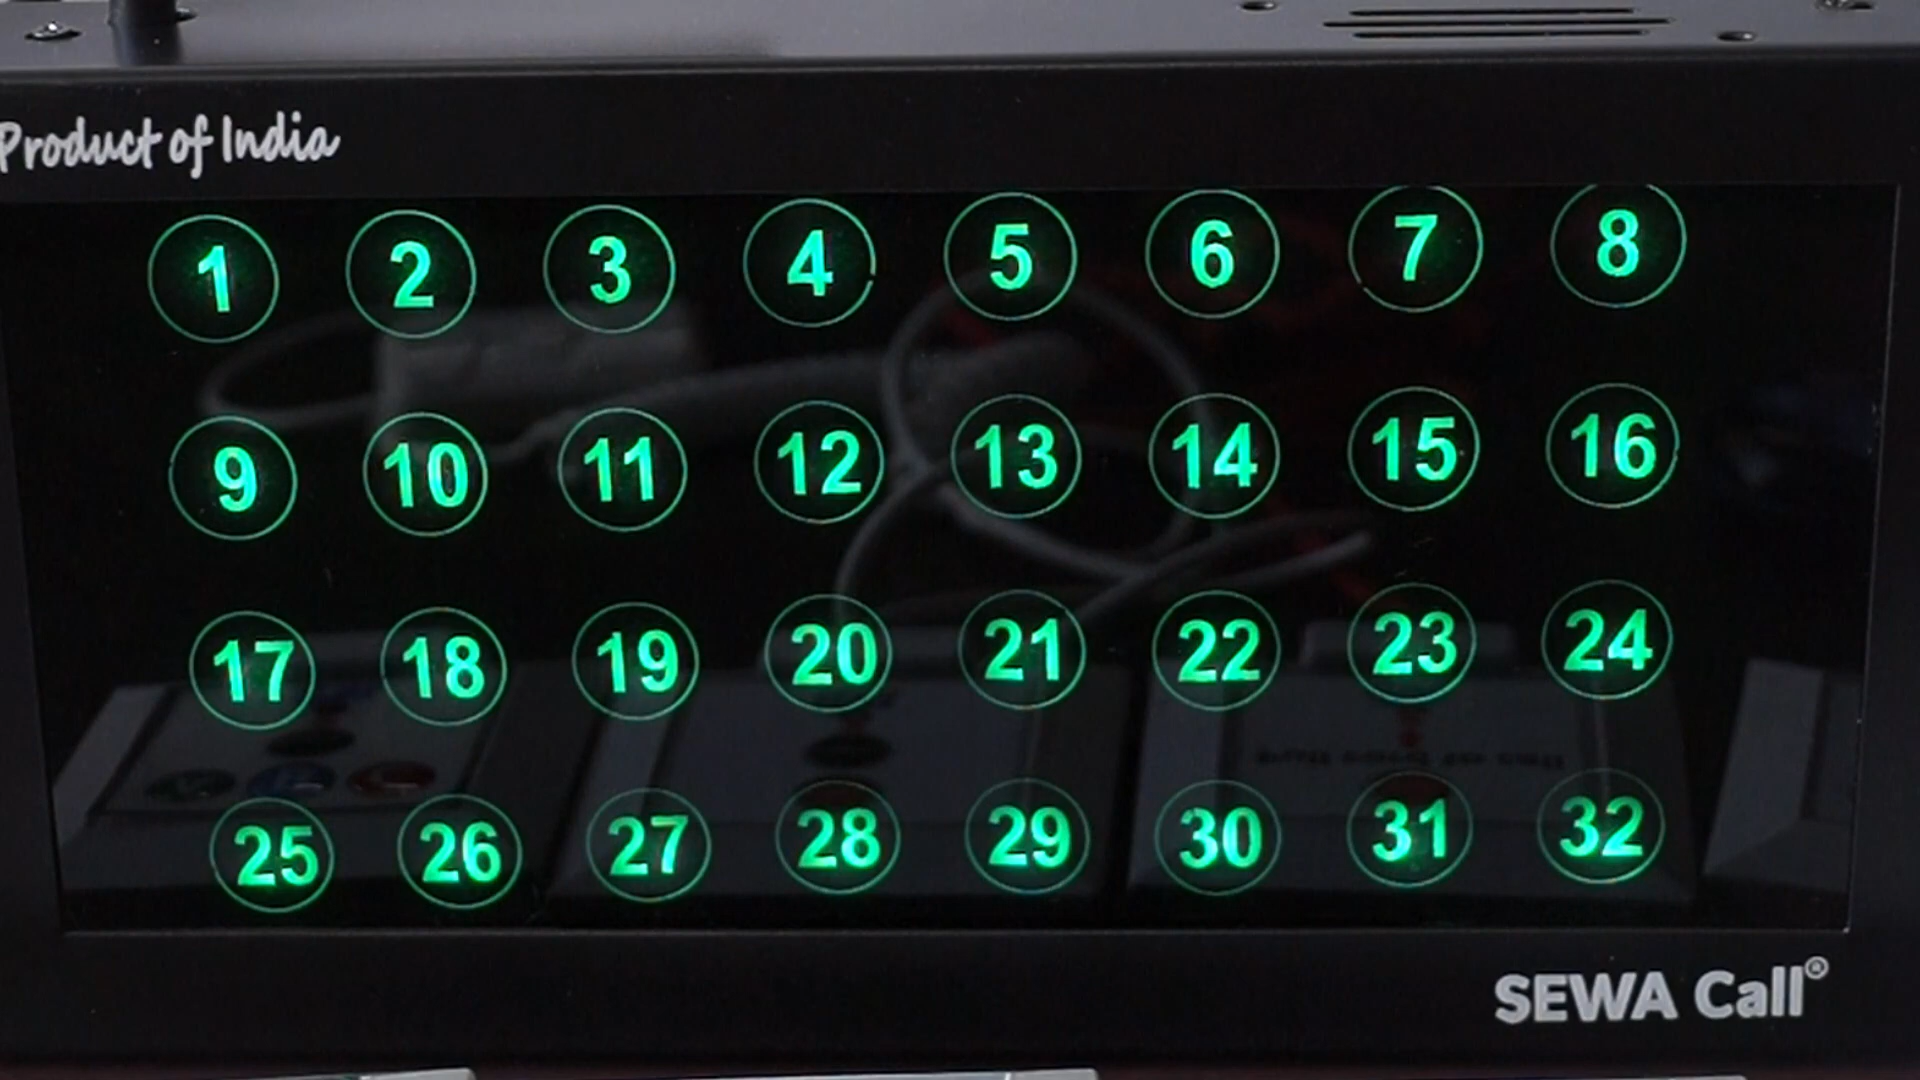 Product of India
1 2 3 4 5 6 7 8
9 10 11 12 13 14 15 16
17 18 19 20 21 22 23 24
25 26 27 28 29 30 31 32
SEWA Call®